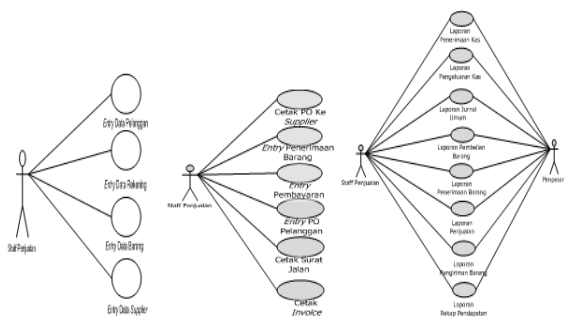 Entry Data Pelanggan
Entry Data Rekening
Staff Penjualan
Entry Data Barang
Entry Data Supplier
Cetak PO Ke
Supplier
Entry Penerimaan
Barang
Staff Penjualan
Entry
Pembayaran
Entry PO
Pelanggan
Cetak Surat
Jalan
Cetak
Invoice
Laporan
Penerimaan Kas
Laporan
Pengeluaran Kas
Laporan Jurnal
Umum
Laporan Pembelian
Barang
Staff Penjualan
Pimpinan
Laporan
Penerimaan Barang
Laporan
Penjualan
Laporan
Pengiriman Barang
Laporan
Rekap Pendapatan